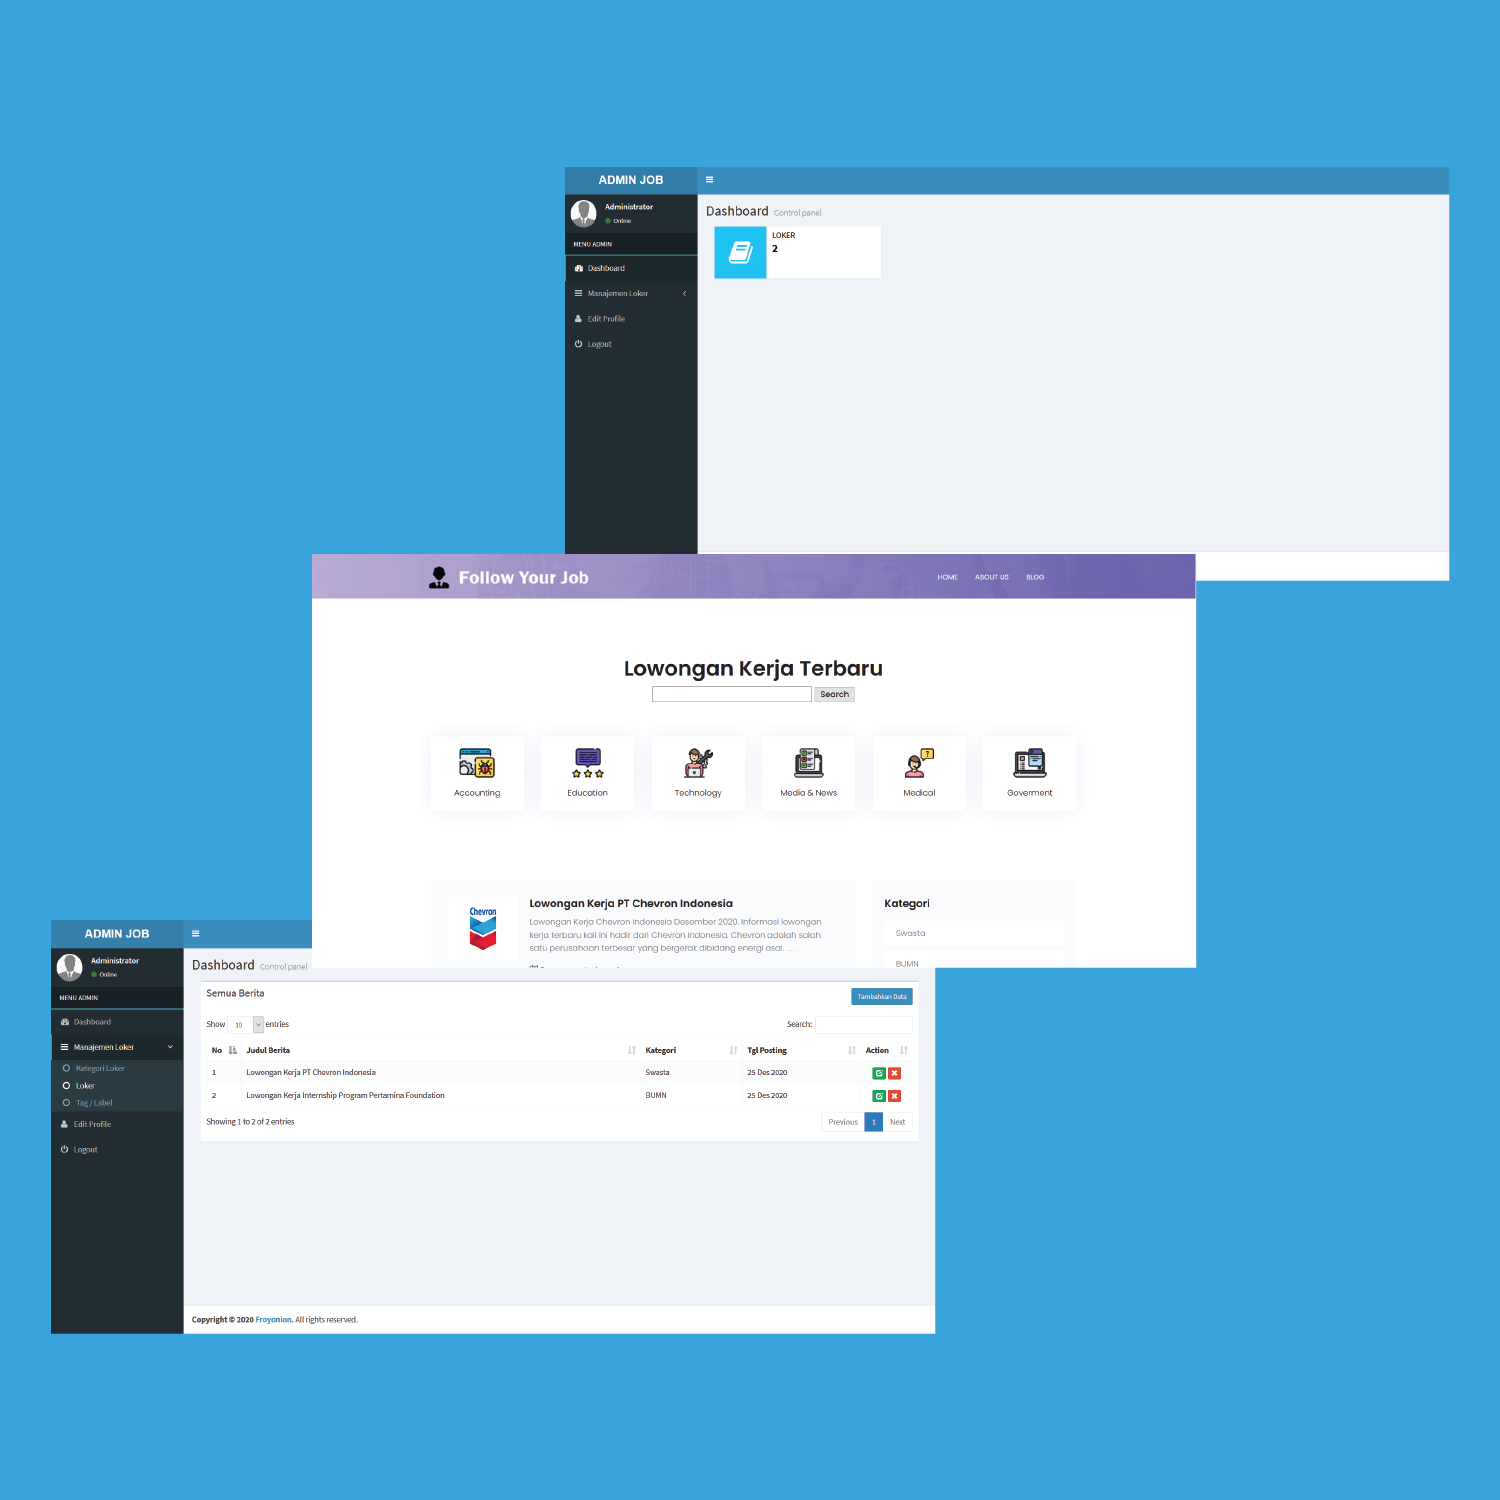 ADMIN JOB
Administrator
Online
MENU ADMIN
Dashboard
Manajemen Loker
Edit Profile
Logout
Dashboard Control panel
LOKER
2
Follow Your Job
HOME ABOUT US BLOG
Lowongan Kerja Terbaru
Search
Accounting
Education
Technology
Media & News
Medical
?
Goverment
Chevron
Lowongan Kerja PT Chevron Indonesia
Lowongan Kerja Chevron Indonesia Desember 2020. Informasi lowongan
kerja terbaru kali ini hadir dari Chevron Indonesia. Chevron adalah salah
satu perusahaan terbesar yang bergerak dibidang energi asal. . . .
Kategori
Swasta
BUMN
ADMIN JOB
Administrator
Online
MENU ADMIN
Dashboard
Manajemen Loker
Kategori Loker
Loker
Tag / Label
Edit Profile
Logout
Dashboard Control panel
Semua Berita
Tambahkan Data
Show 10 entries
Search:
No Judul Berita Kategori Tgl Posting Action
1 Lowongan Kerja PT Chevron Indonesia Swasta 25 Des 2020
2 Lowongan Kerja Internship Program Pertamina Foundation BUMN 25 Des 2020
Showing 1 to 2 of 2 entries
Previous 1 Next
Copyright © 2020 Froyonion. All rights reserved.